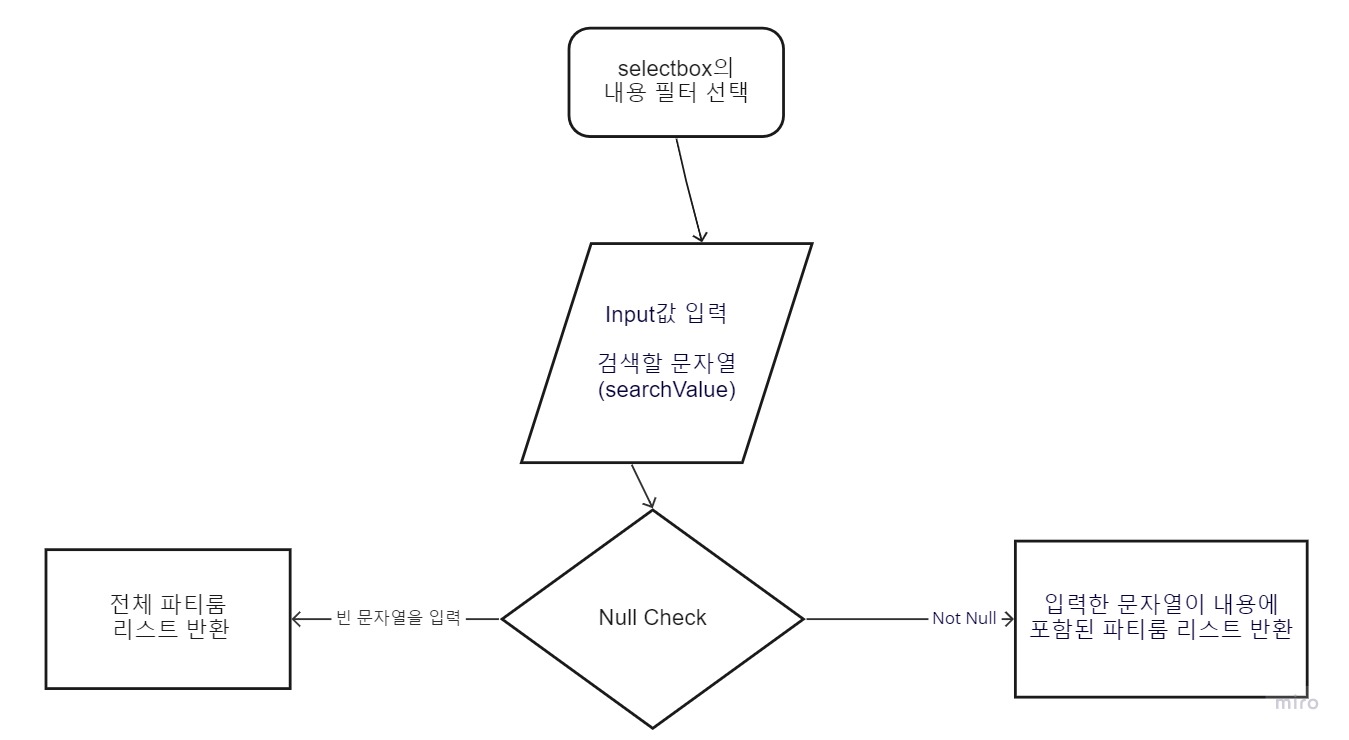 selectbox의
내용 필터 선택
Input값 입력
검색할 문자열
(searchValue)
Null Check
빈 문자열을 입력
전체 파티룸
리스트 반환
Not Null
입력한 문자열이 내용에
포함된 파티룸 리스트 반환
miro